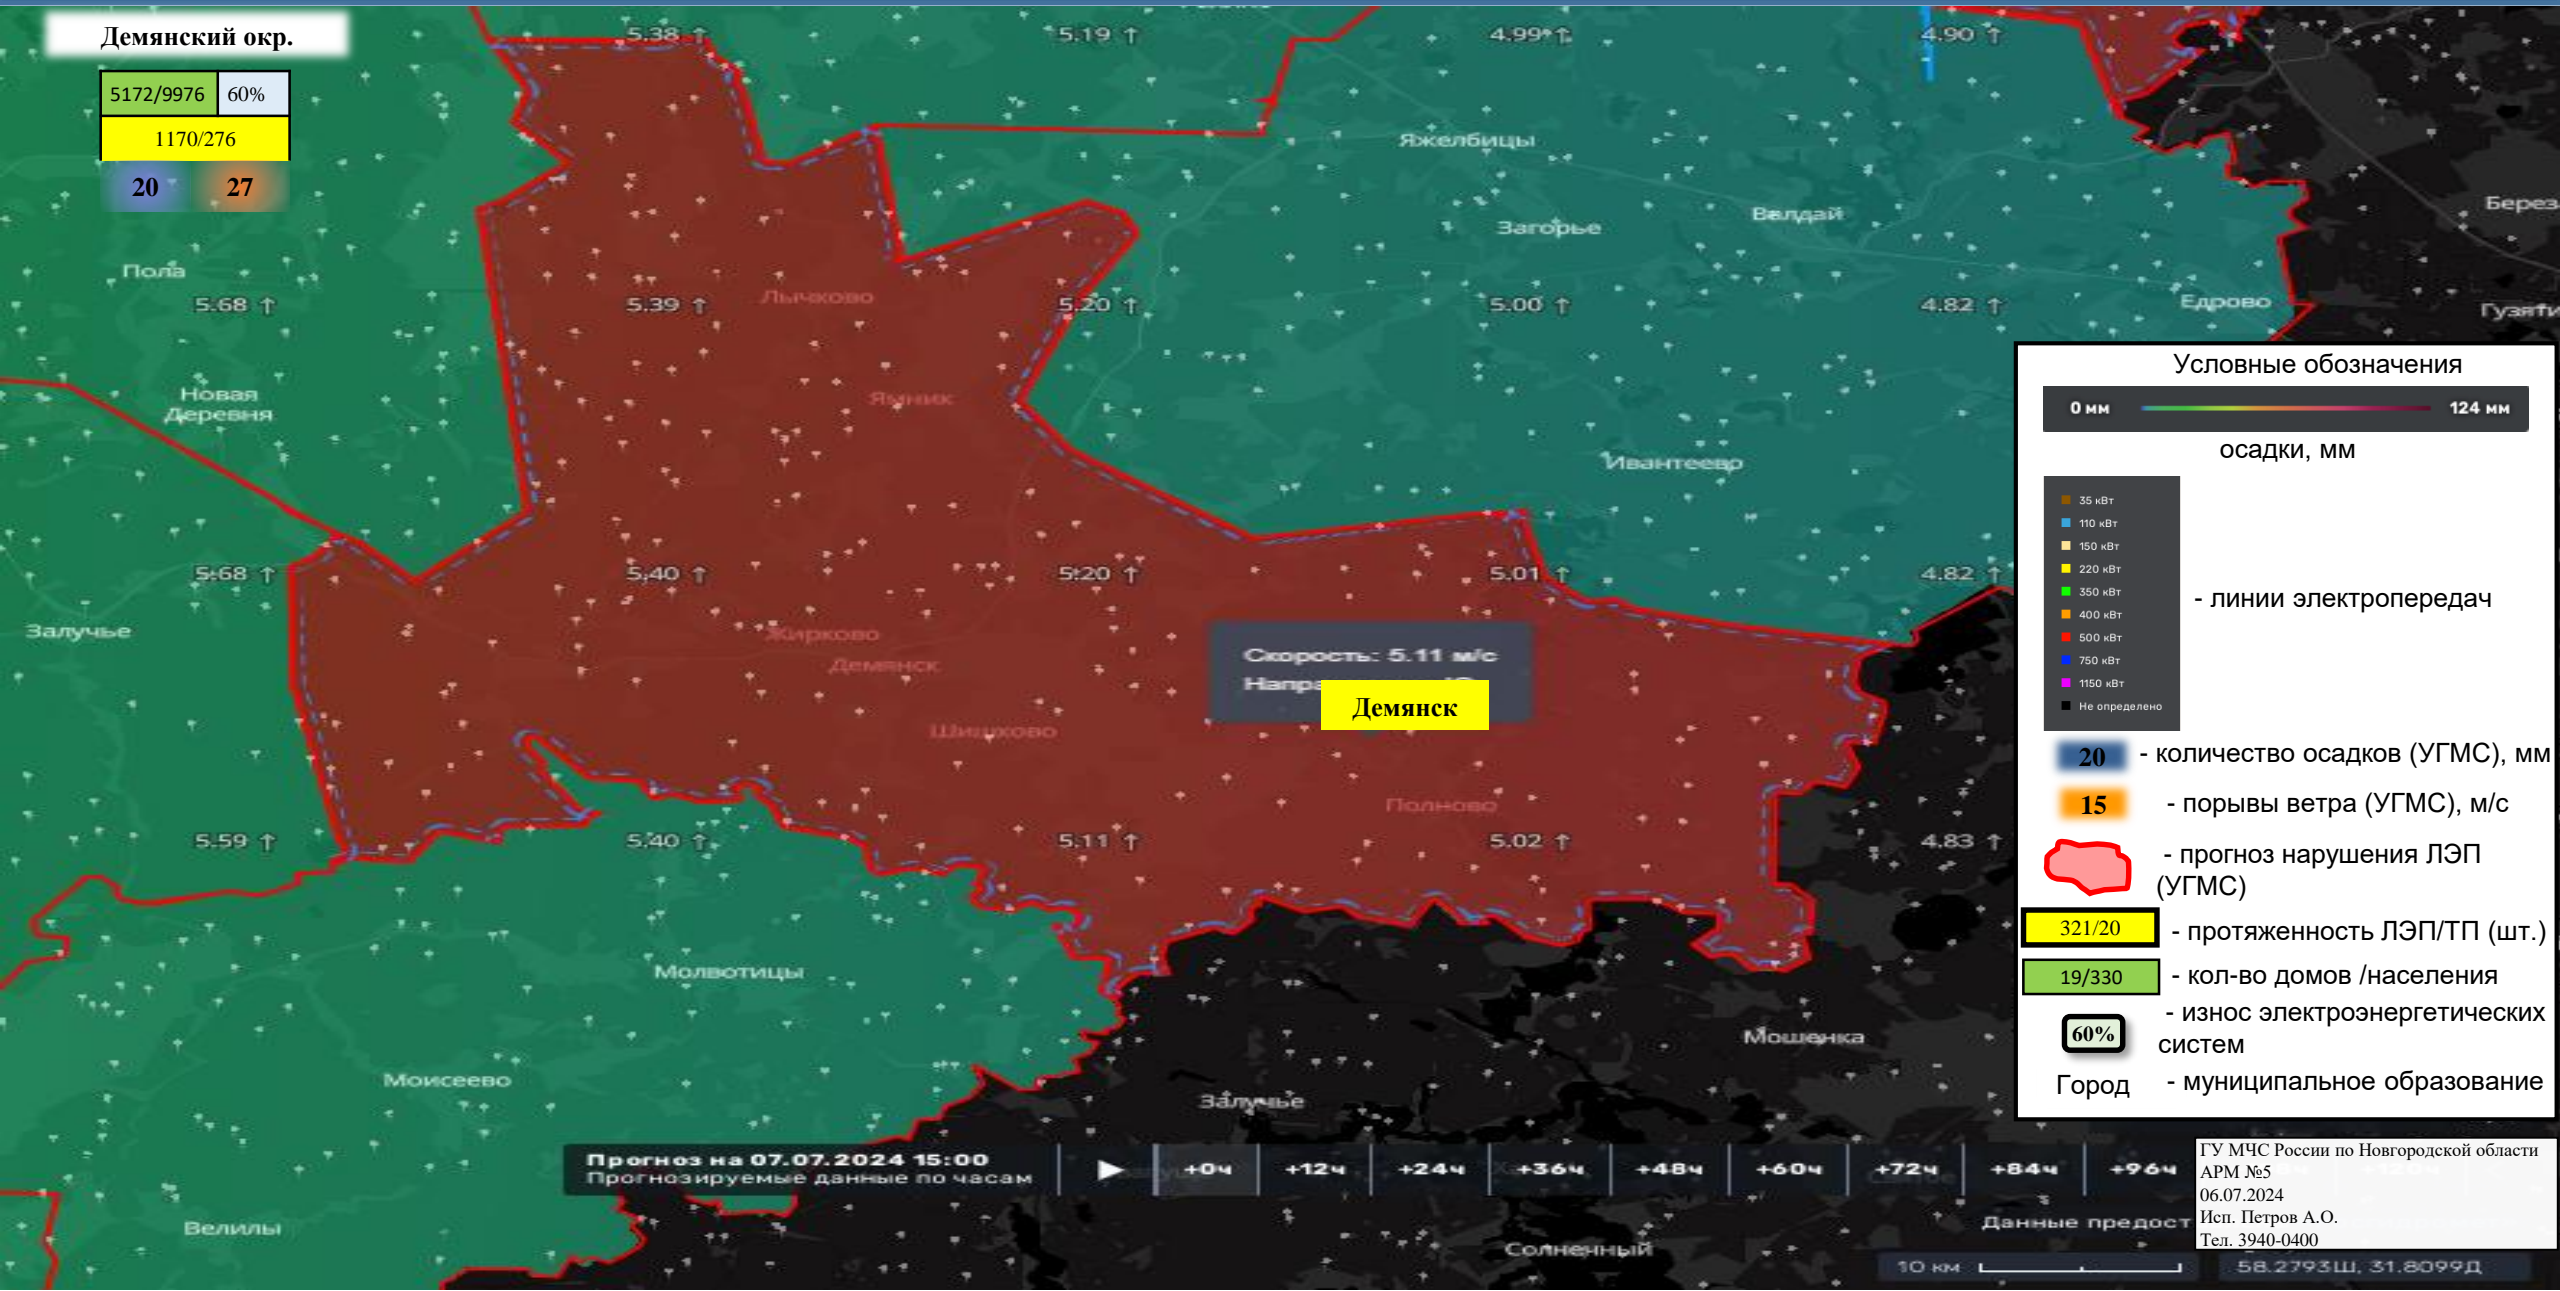 Демянский окр.
5172/9976 60%
1170/276
20 27
5.38 ↑ 5.19 ↑ 4.99 ↑ 4.90 ↑
Яжелбицы
Берез
Загорье
Валдай
Пола
5.68 ↑ 5.39 ↑ Лычково 5.20 ↑ 5.00 ↑ 4.82 ↑ Едрово
Гузяти
Новая
Деревня
Ямник
Ивантеево
5.68 ↑ 5.40 ↑ 5.20 ↑ 5.01 ↑ 4.82 ↑
Залучье
Жирково
Демянск
Скорость: 5.11 м/с
Демянск
Шишково
Полново
5.59 ↑ 5.40 ↑ 5.11 ↑ 5.02 ↑ 4.83 ↑
Молвотицы
Мошенка
Моисеево
Залучье
Велилы
Солнечный
Условные обозначения
0 мм 124 мм
осадки, мм
35 кВт
110 кВт
150 кВт
220 кВт
350 кВт
400 кВт
500 кВт
750 кВт
1150 кВт
Не определено
- линии электропередач
20 - количество осадков (УГМС), мм
15 - порывы ветра (УГМС), м/с
- прогноз нарушения ЛЭП
(УГМС)
321/20 - протяженность ЛЭП/ТП (шт.)
19/330 - кол-во домов /населения
- износ электроэнергетических
60% систем
Город - муниципальное образование
Прогноз на 07.07.2024 15:00
Прогнозируемые данные по часам
+0ч +12ч +24ч +36ч +48ч +60ч +72ч +84ч +96ч
ГУ МЧС России по Новгородской области
АРМ №5
06.07.2024
Исп. Петров А.О.
Тел. 3940-0400
Данные предост
10 км
58.2793Ш, 31.8099Д